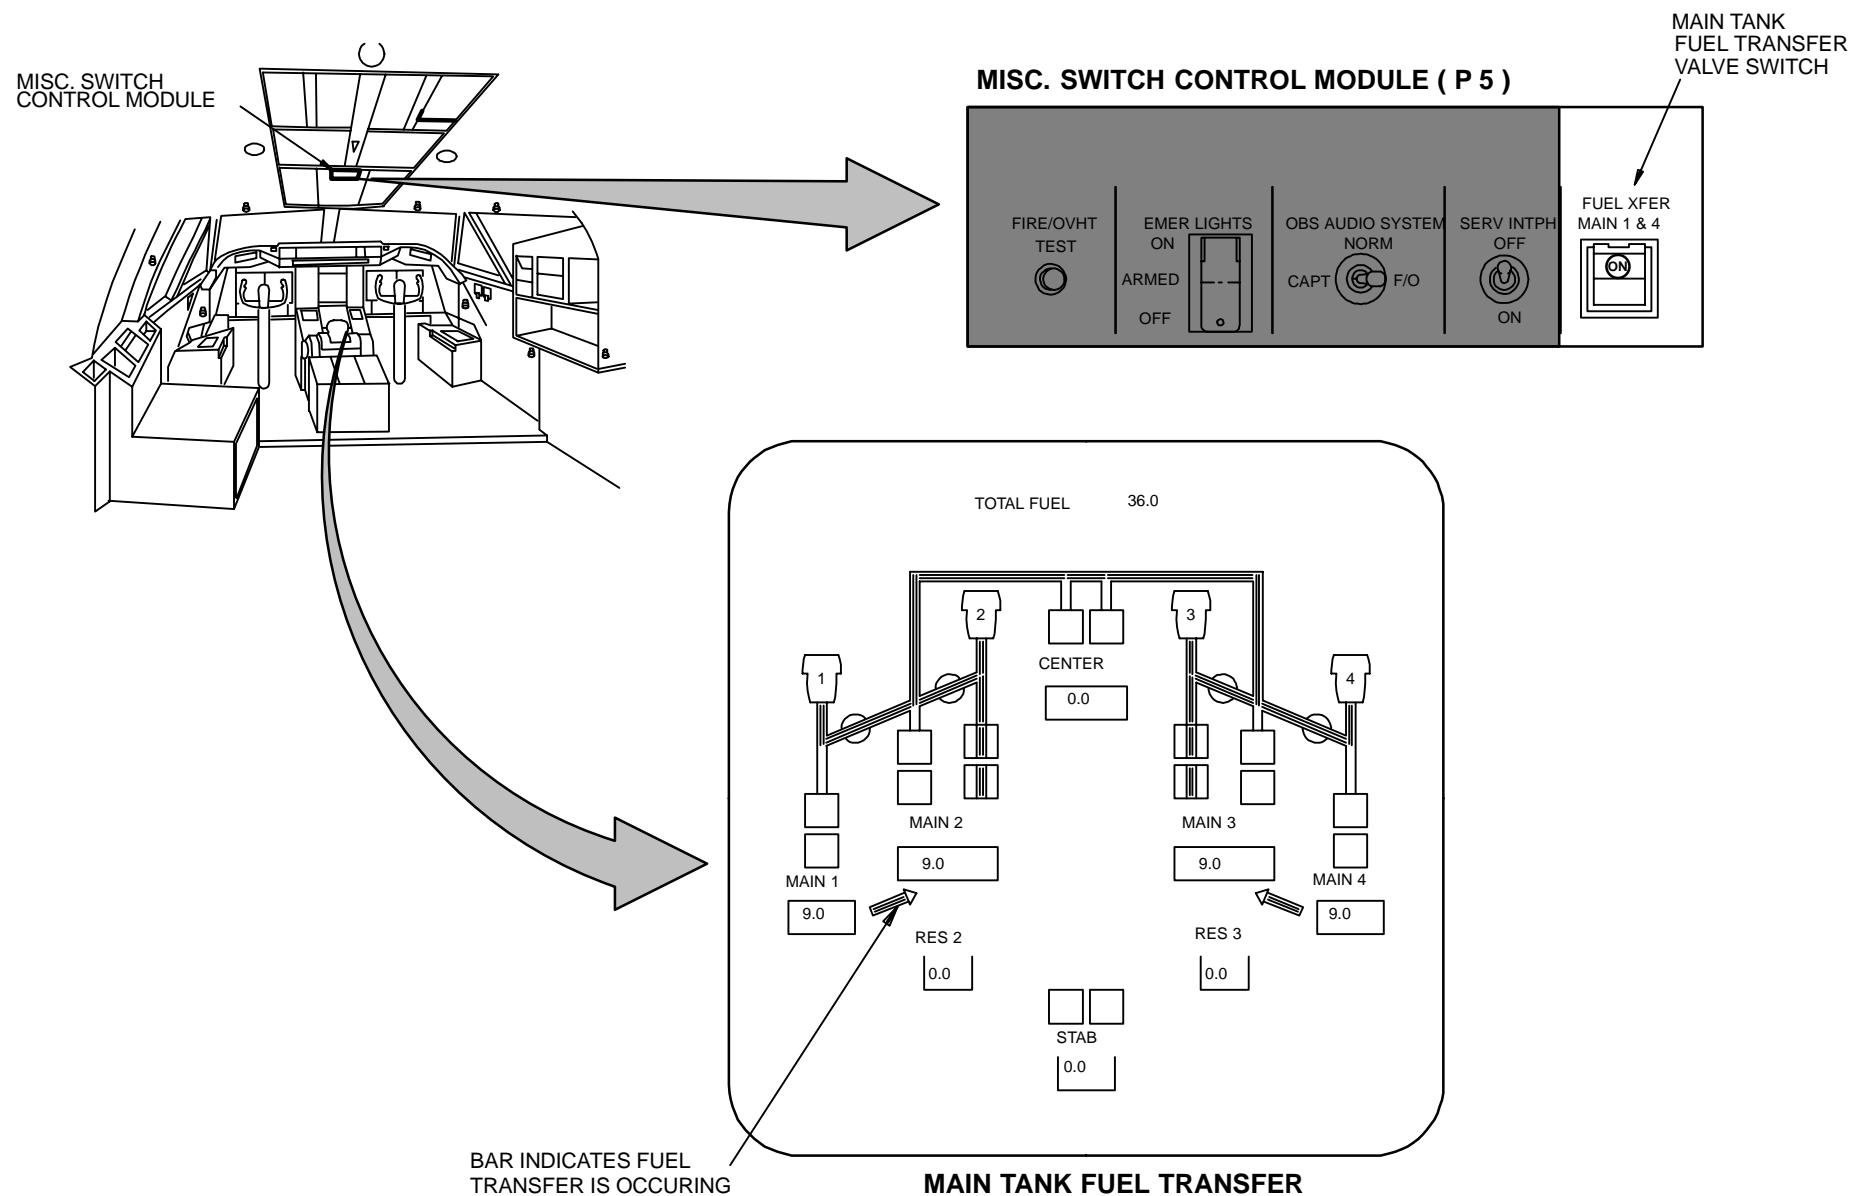 MISC. SWITCH
CONTROL MODULE
MISC. SWITCH CONTROL MODULE ( P 5 )
MAIN TANK
FUEL TRANSFER
VALVE SWITCH
FIRE/OVHT
TEST
EMER LIGHTS
ON
ARMED
OFF
OBS AUDIO SYSTEM
NORM
CAPT
F/O
SERV INTPH
OFF
ON
FUEL XFER
MAIN 1 & 4
ON
TOTAL FUEL 36.0
2
3
1
4
CENTER
0.0
MAIN 2
9.0
MAIN 3
9.0
MAIN 1
9.0
MAIN 4
9.0
RES 2
0.0
RES 3
0.0
STAB
0.0
BAR INDICATES FUEL
TRANSFER IS OCCURING
MAIN TANK FUEL TRANSFER